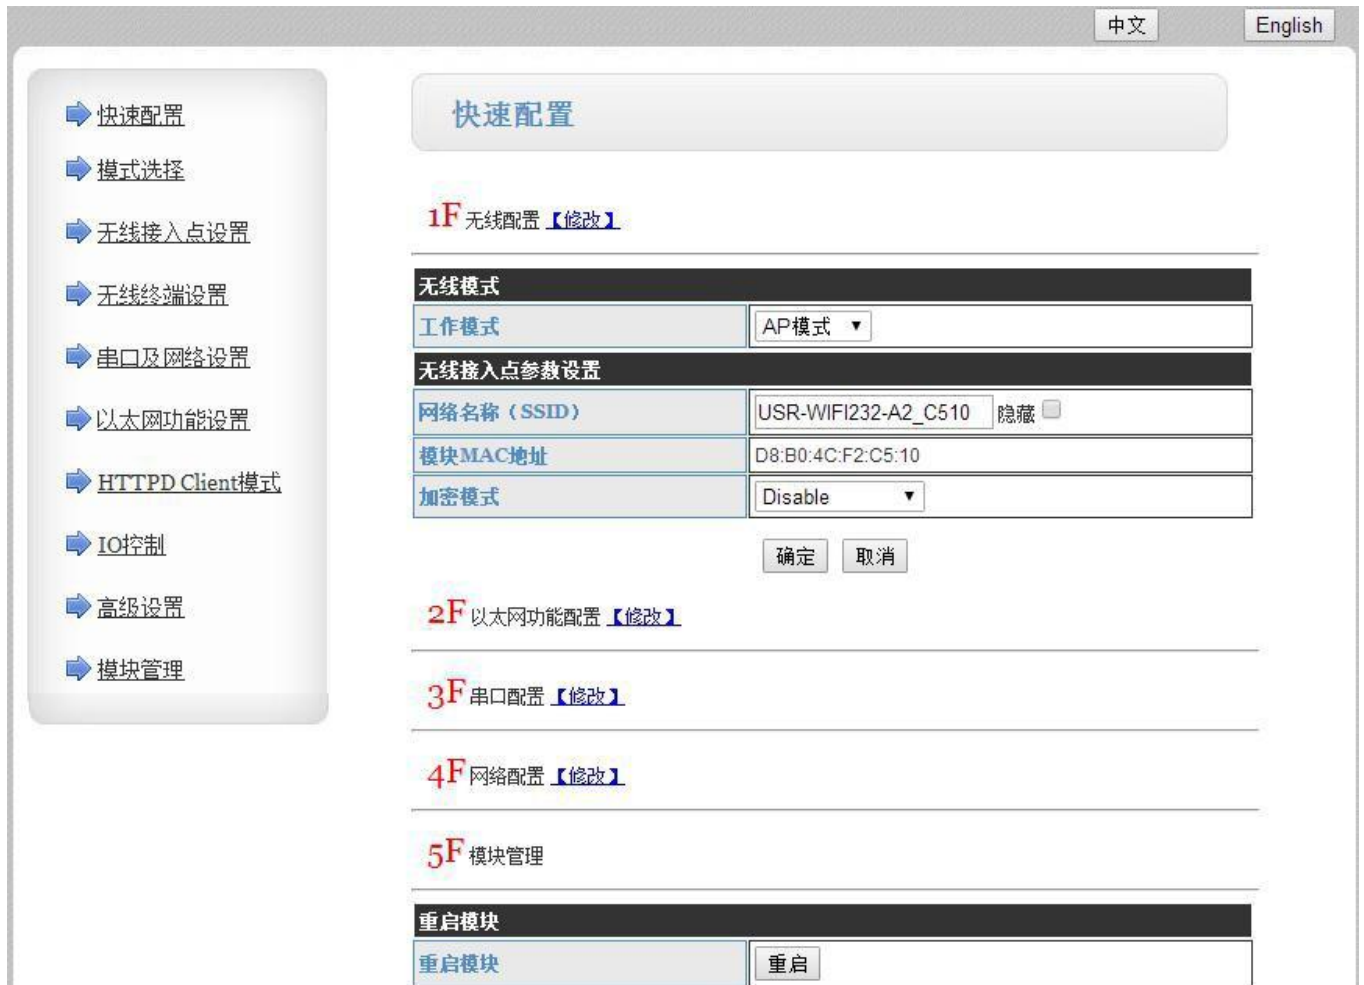 中文 English
快速配置
模式选择
无线接入点设置
无线终端设置
串口及网络设置
以太网功能设置
HTTPD Client模式
IO控制
高级设置
模块管理
快速配置
1F 无线配置 【修改】
无线模式
工作模式 AP模式
无线接入点参数设置
网络名称（SSID） USR-WIFI232-A2_C510 隐藏
模块MAC地址 D8:B0:4C:F2:C5:10
加密模式 Disable
确定 取消
2F 以太网功能配置 【修改】
3F 串口配置 【修改】
4F 网络配置 【修改】
5F 模块管理
重启模块
重启模块 重启